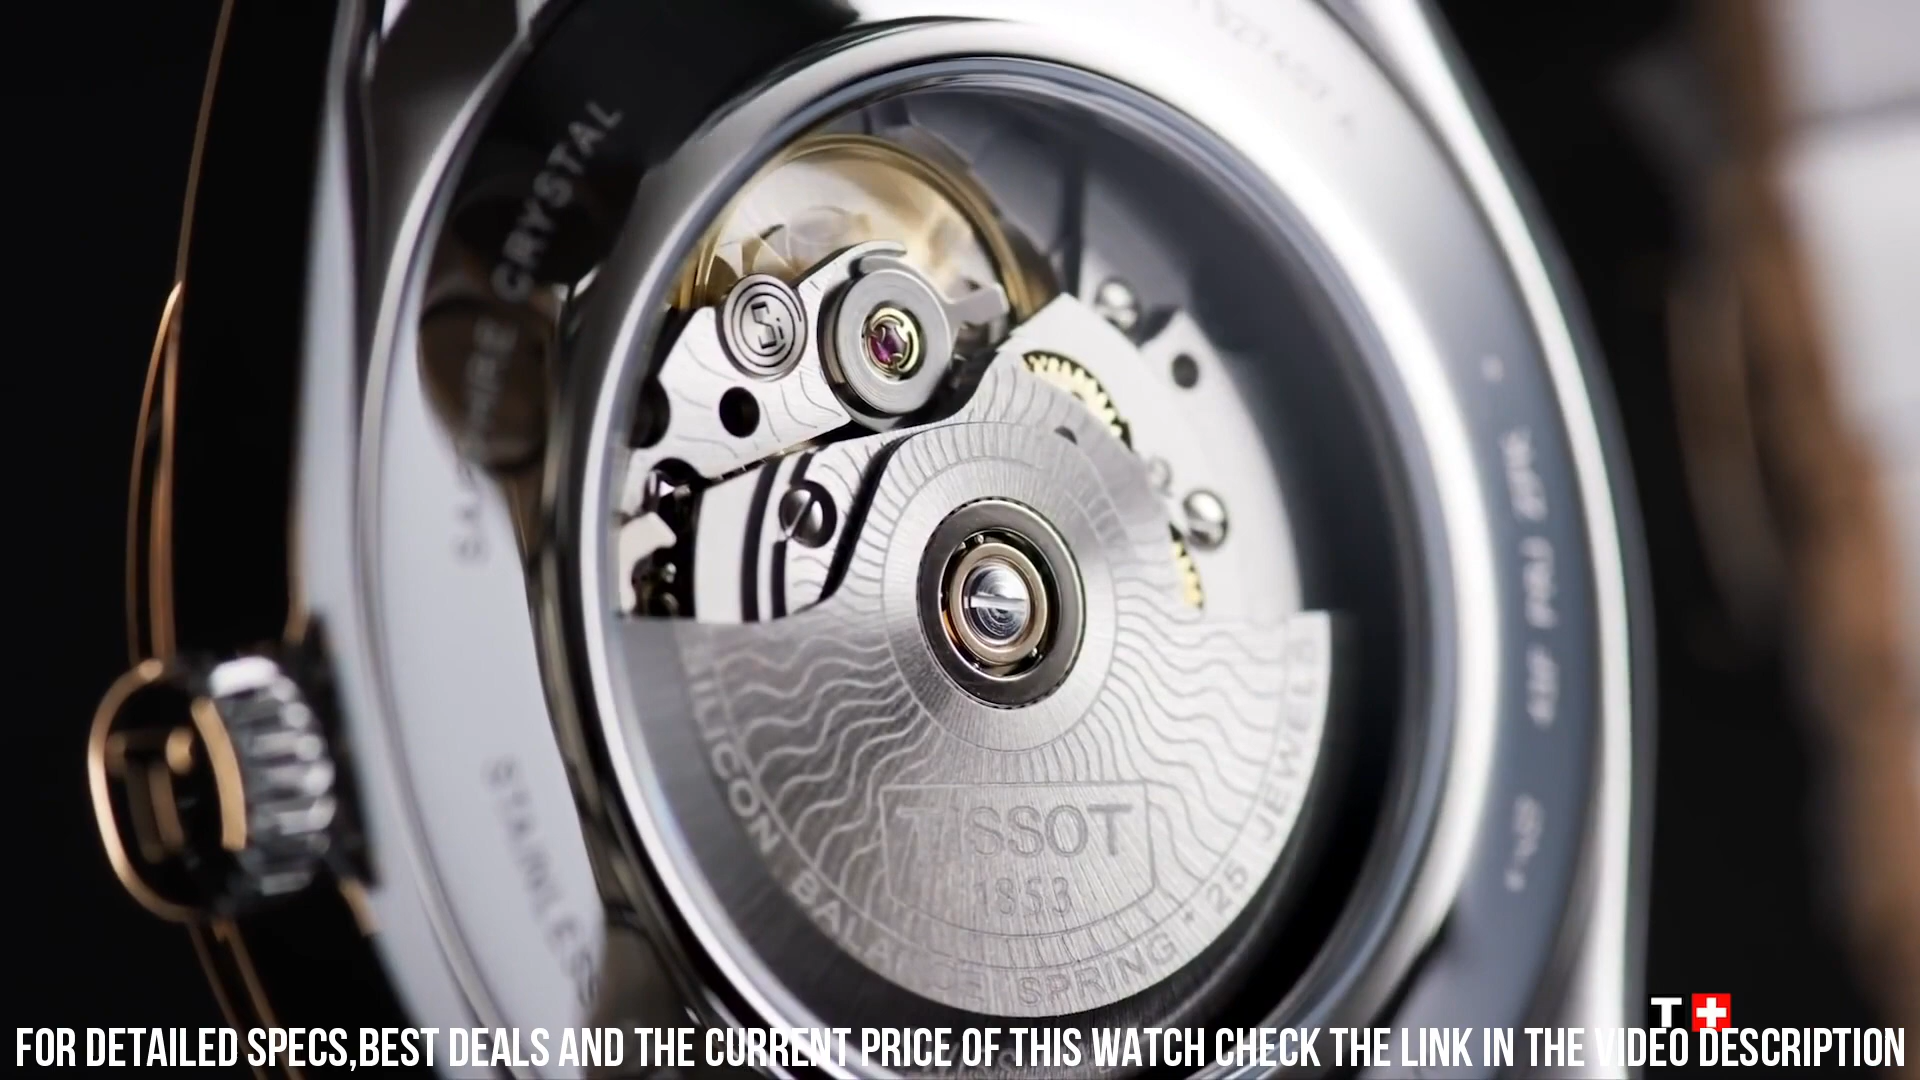 SAPPHIRE CRYSTAL
STAINLESS
Si
TISSOT
1853
SILICON BALANCE SPRING * 25 JEWELS
T
FOR DETAILED SPECS,BEST DEALS AND THE CURRENT PRICE OF THIS WATCH CHECK THE LINK IN THE VIDEO DESCRIPTION